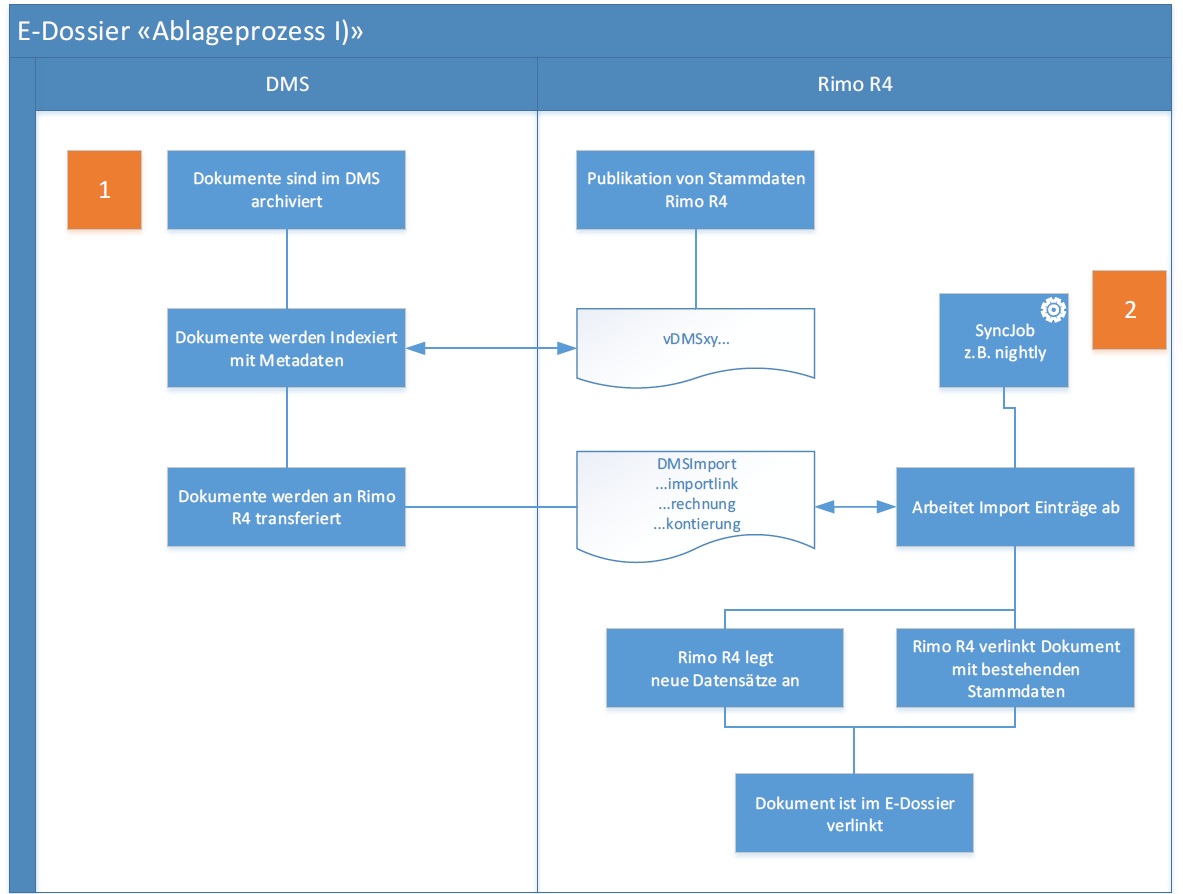 E-Dossier «Ablageprozess I)»
DMS
Rimo R4
1
Dokumente sind im DMS
archiviert
Publikation von Stammdaten
Rimo R4
2
Dokumente werden Indexiert
mit Metadaten
vDMSxy...
SyncJob
z.B. nightly
Dokumente werden an Rimo
R4 transferiert
DMSImport
...importlink
...rechnung
...kontierung
Arbeitet Import Einträge ab
Rimo R4 legt
neue Datensätze an
Rimo R4 verlinkt Dokument
mit bestehenden
Stammdaten
Dokument ist im E-Dossier
verlinkt